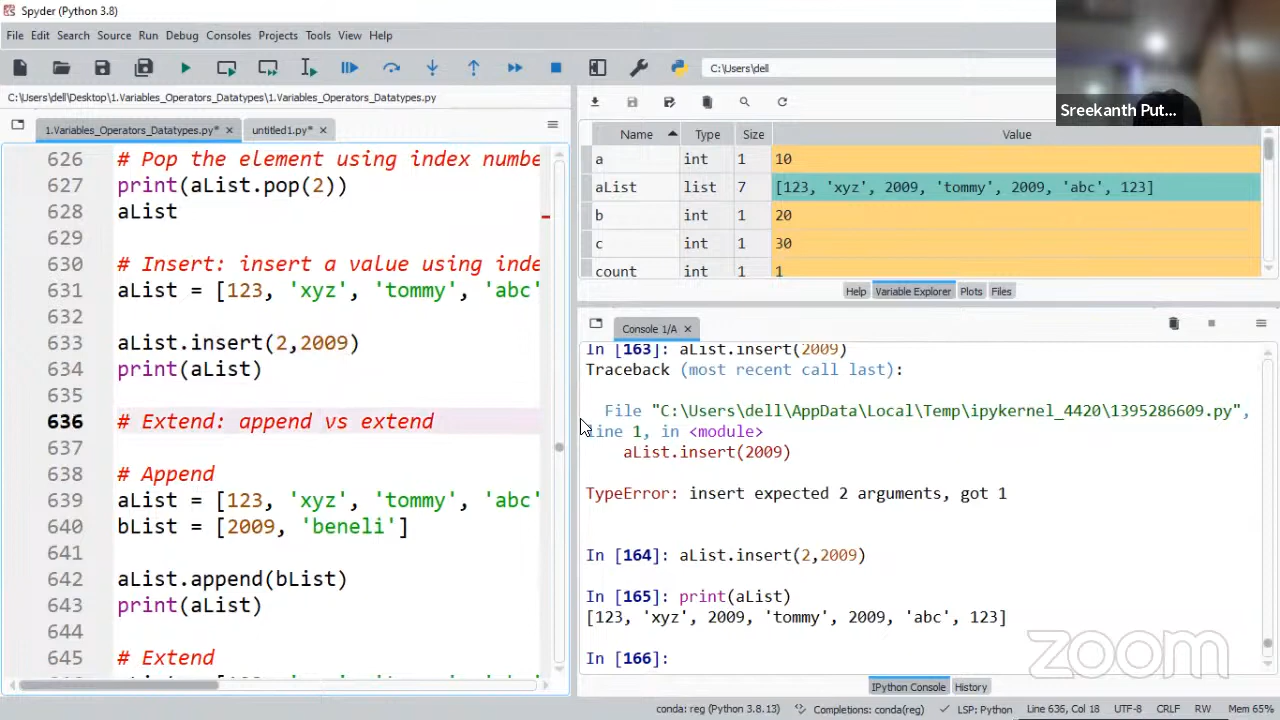 Spyder (Python 3.8)
File Edit Search Source Run Debug Consoles Projects Tools View Help
C:\Users\dell
C:\Users\dell\Desktop\1.Variables_Operators_Datatypes\1.Variables_Operators_Datatypes.py
Sreekanth Put...
1.Variables_Operators_Datatypes.py*
untitled1.py*
626 # Pop the element using index numbe
627 print(aList.pop(2))
628 aList
629
630 # Insert: insert a value using inde
631 aList = [123, 'xyz', 'tommy', 'abc'
632
633 aList.insert(2,2009)
634 print(aList)
635
636 # Extend: append vs extend
637
638 # Append
639 aList = [123, 'xyz', 'tommy', 'abc'
640 bList = [2009, 'beneli']
641
642 aList.append(bList)
643 print(aList)
644
645 # Extend
Name Type Size Value
a int 1 10
aList list 7 [123, 'xyz', 2009, 'tommy', 2009, 'abc', 123]
b int 1 20
c int 1 30
count int 1 1
Help Variable Explorer Plots Files
Console 1/A
In [163]: aList.insert(2009)
Traceback (most recent call last):
File "C:\Users\dell\AppData\Local\Temp\ipykernel_4420\1395286609.py",
line 1, in <module>
aList.insert(2009)
TypeError: insert expected 2 arguments, got 1
In [164]: aList.insert(2,2009)
In [165]: print(aList)
[123, 'xyz', 2009, 'tommy', 2009, 'abc', 123]
In [166]:
zoom
IPython Console History
conda: reg (Python 3.8.13) Completions: conda(reg) LSP: Python Line 636, Col 18 UTF-8 CRLF RW Mem 65%